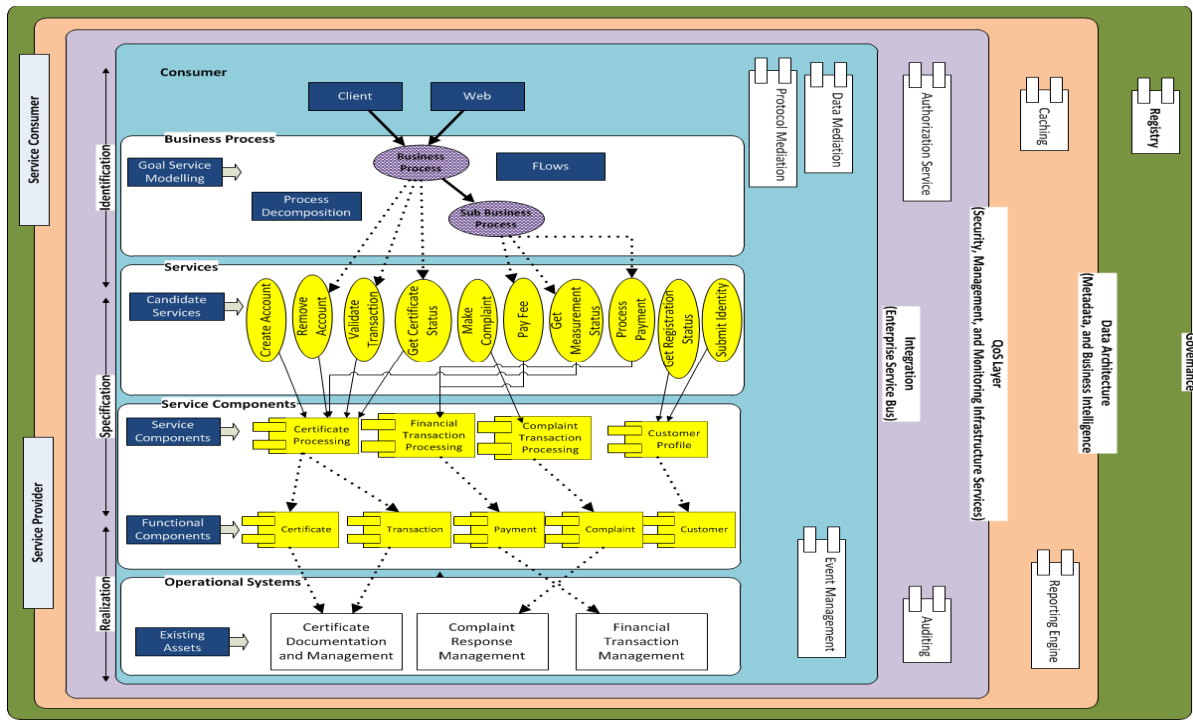 Consumer
Client
Web
Business Process
Goal Service
Modelling
Business
Process
FLows
Process
Decomposition
Sub Business
Process
Services
Candidate
Services
Create Account
Remove
Account
Validate
Transaction
Get Certificate
Status
Make
Complaint
Pay Fee
Get
Measurement
Status
Process
Payment
Get Registration
Status
Submit Identity
Service Components
Service
Components
Certificate
Processing
Financial
Transaction
Processing
Complaint
Transaction
Processing
Customer
Profile
Functional
Components
Certificate
Transaction
Payment
Complaint
Customer
Operational Systems
Existing
Assets
Certificate
Documentation
and Management
Complaint
Response
Management
Financial
Transaction
Management
Service Consumer
Service Provider
Identification
Specification
Realization
Protocol Mediation
Data Mediation
Event Management
Integration
(Enterprise Service Bus)
Authorization Service
Auditing
QoS Layer
(Security, Management, and Monitoring Infrastructure Services)
Caching
Reporting Engine
Data Architecture
(Metadata, and Business Intelligence
Registry
Governance